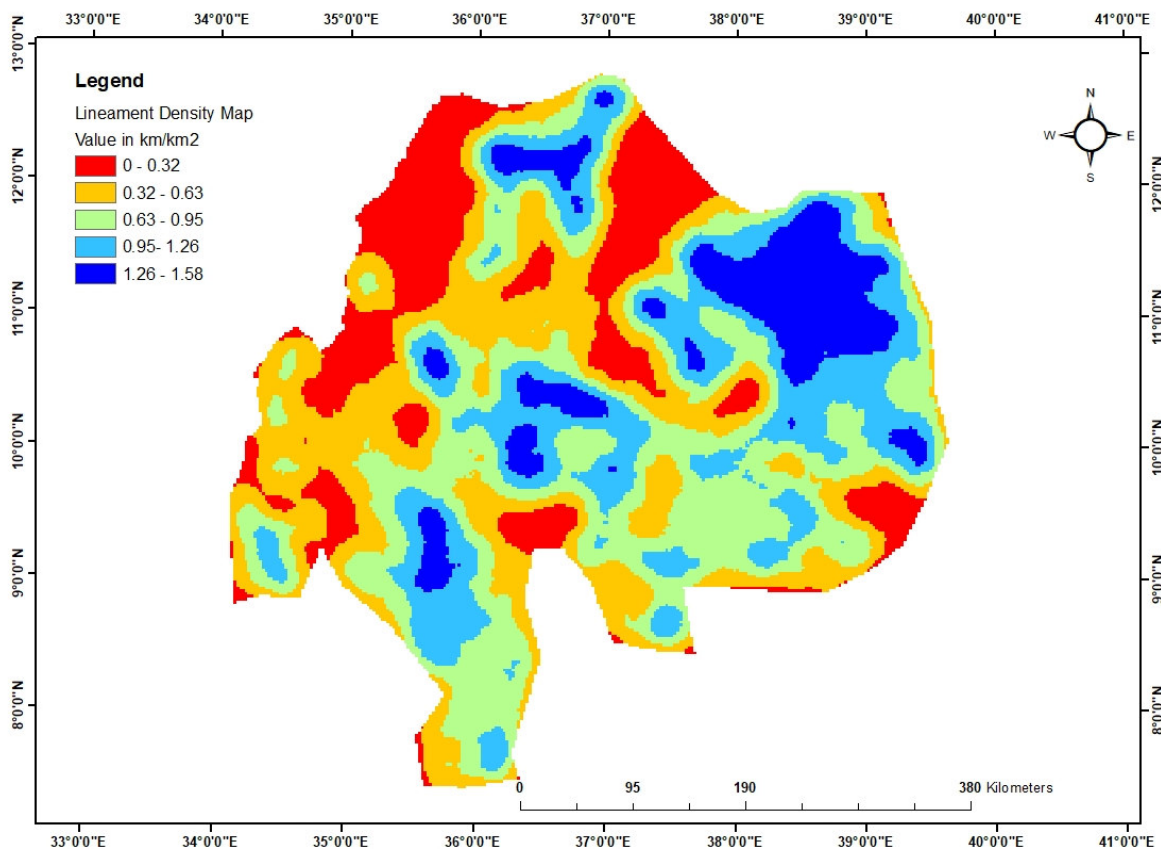 33°0'0"E 34°0'0"E 35°0'0"E 36°0'0"E 37°0'0"E 38°0'0"E 39°0'0"E 40°0'0"E 41°0'0"E
13°0'0"N
12°0'0"N
11°0'0"N
10°0'0"N
9°0'0"N
8°0'0"N
Legend
Lineament Density Map
Value in km/km2
0 - 0.32
0.32 - 0.63
0.63 - 0.95
0.95- 1.26
1.26 - 1.58
N
W E
S
12°0'0"N
11°0'0"N
10°0'0"N
9°0'0"N
8°0'0"N
0 95 190 380 Kilometers
33°0'0"E 34°0'0"E 35°0'0"E 36°0'0"E 37°0'0"E 38°0'0"E 39°0'0"E 40°0'0"E 41°0'0"E